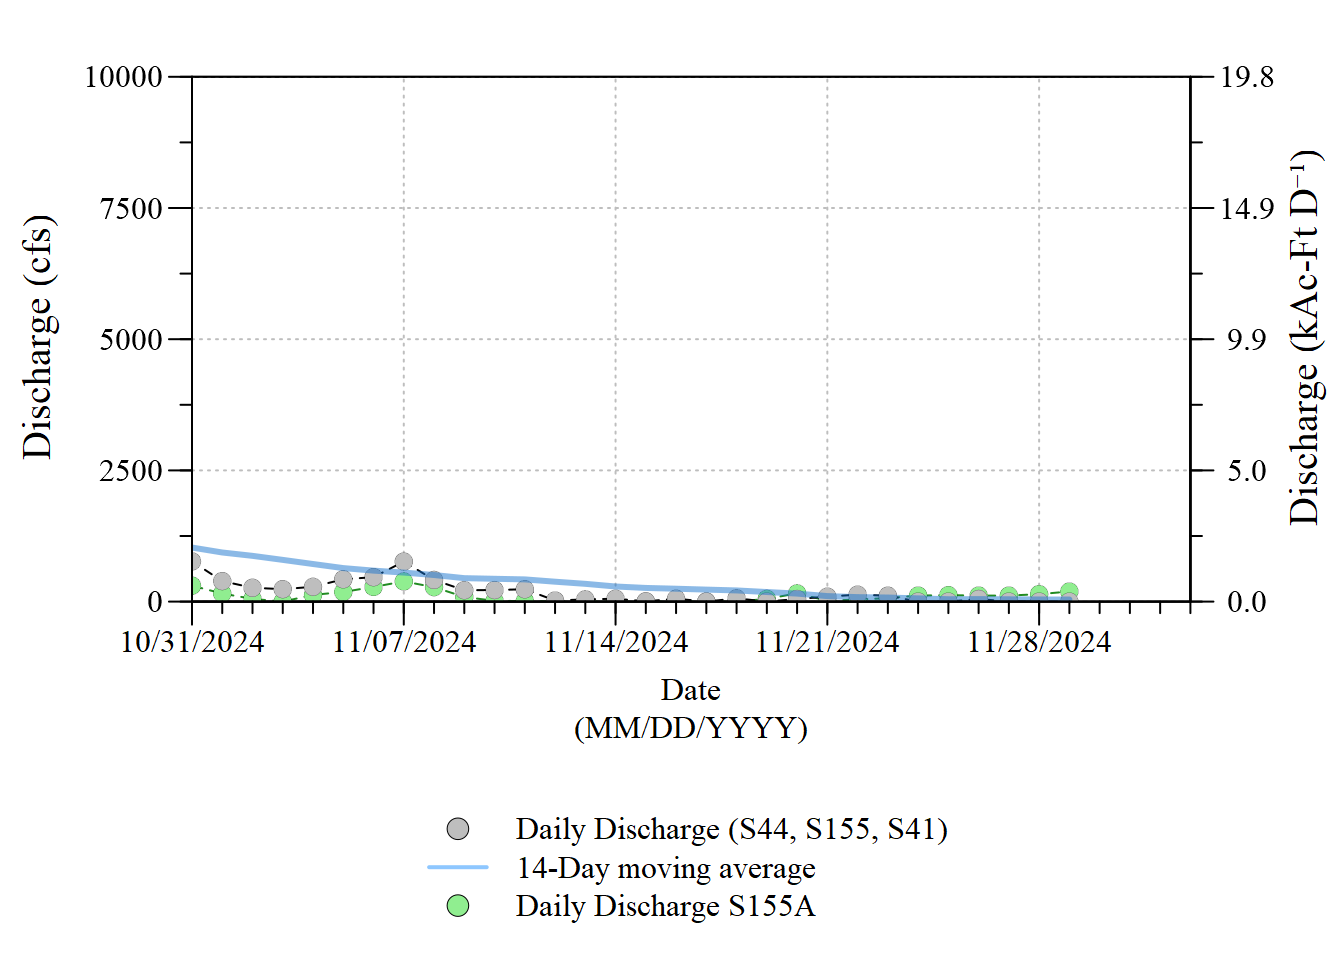 10000
7500
5000
2500
0
Discharge (cfs)
19.8
14.9
9.9
5.0
0.0
Discharge (kAc-Ft D⁻¹)
10/31/2024 11/07/2024 11/14/2024 11/21/2024 11/28/2024
Date
(MM/DD/YYYY)
Daily Discharge (S44, S155, S41)
14-Day moving average
Daily Discharge S155A